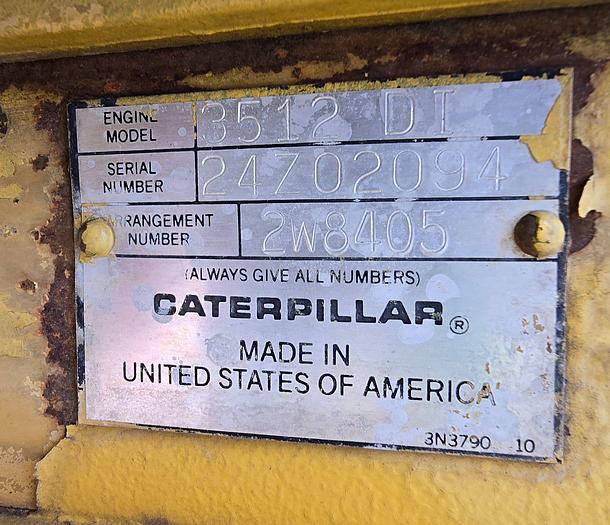 ENGINE MODEL 3512 DI
SERIAL NUMBER 24Z02094
ARRANGEMENT NUMBER 2W8405
(ALWAYS GIVE ALL NUMBERS)
CATERPILLAR®
MADE IN
UNITED STATES OF AMERICA
3N3790 10